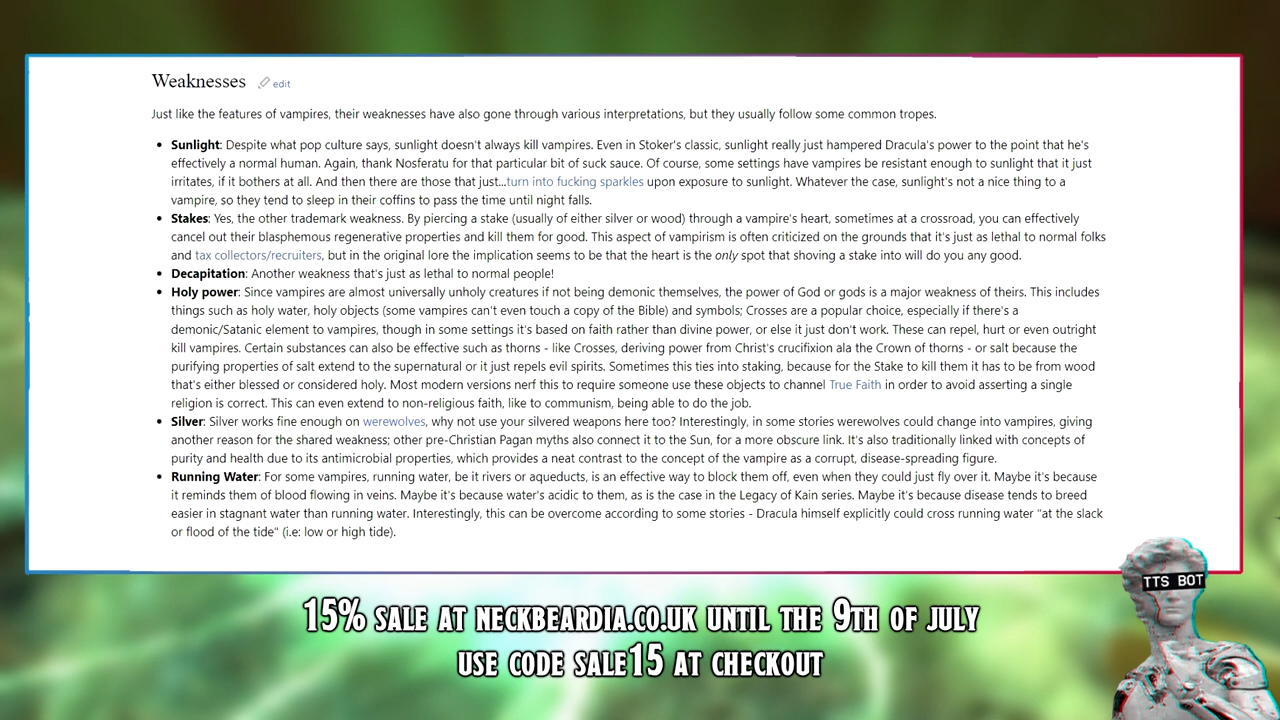 Weaknesses edit
Just like the features of vampires, their weaknesses have also gone through various interpretations, but they usually follow some common tropes.
• Sunlight: Despite what pop culture says, sunlight doesn't always kill vampires. Even in Stoker's classic, sunlight really just hampered Dracula's power to the point that he's
effectively a normal human. Again, thank Nosferatu for that particular bit of suck sauce. Of course, some settings have vampires be resistant enough to sunlight that it just
irritates, if it bothers at all. And then there are those that just...turn into fucking sparkles upon exposure to sunlight. Whatever the case, sunlight's not a nice thing to a
vampire, so they tend to sleep in their coffins to pass the time until night falls.
• Stakes: Yes, the other trademark weakness. By piercing a stake (usually of either silver or wood) through a vampire's heart, sometimes at a crossroad, you can effectively
cancel out their blasphemous regenerative properties and kill them for good. This aspect of vampirism is often criticized on the grounds that it's just as lethal to normal folks
and tax collectors/recruiters, but in the original lore the implication seems to be that the heart is the only spot that shoving a stake into will do you any good.
• Decapitation: Another weakness that's just as lethal to normal people!
• Holy power: Since vampires are almost universally unholy creatures if not being demonic themselves, the power of God or gods is a major weakness of theirs. This includes
things such as holy water, holy objects (some vampires can't even touch a copy of the Bible) and symbols; Crosses are a popular choice, especially if there's a
demonic/Satanic element to vampires, though in some settings it's based on faith rather than divine power, or else it just don't work. These can repel, hurt or even outright
kill vampires. Certain substances can also be effective such as thorns - like Crosses, deriving power from Christ's crucifixion ala the Crown of thorns - or salt because the
purifying properties of salt extend to the supernatural or it just repels evil spirits. Sometimes this ties into staking, because for the Stake to kill them it has to be from wood
that's either blessed or considered holy. Most modern versions nerf this to require someone use these objects to channel True Faith in order to avoid asserting a single
religion is correct. This can even extend to non-religious faith, like to communism, being able to do the job.
• Silver: Silver works fine enough on werewolves, why not use your silvered weapons here too? Interestingly, in some stories werewolves could change into vampires, giving
another reason for the shared weakness; other pre-Christian Pagan myths also connect it to the Sun, for a more obscure link. It's also traditionally linked with concepts of
purity and health due to its antimicrobial properties, which provides a neat contrast to the concept of the vampire as a corrupt, disease-spreading figure.
• Running Water: For some vampires, running water, be it rivers or aqueducts, is an effective way to block them off, even when they could just fly over it. Maybe it's because
it reminds them of blood flowing in veins. Maybe it's because water's acidic to them, as is the case in the Legacy of Kain series. Maybe it's because disease tends to breed
easier in stagnant water than running water. Interestingly, this can be overcome according to some stories - Dracula himself explicitly could cross running water "at the slack
or flood of the tide" (i.e: low or high tide).
TTS BOT
15% SALE AT NECKBEARDIA.CO.UK UNTIL THE 9TH OF JULY
USE CODE SALE15 AT CHECKOUT